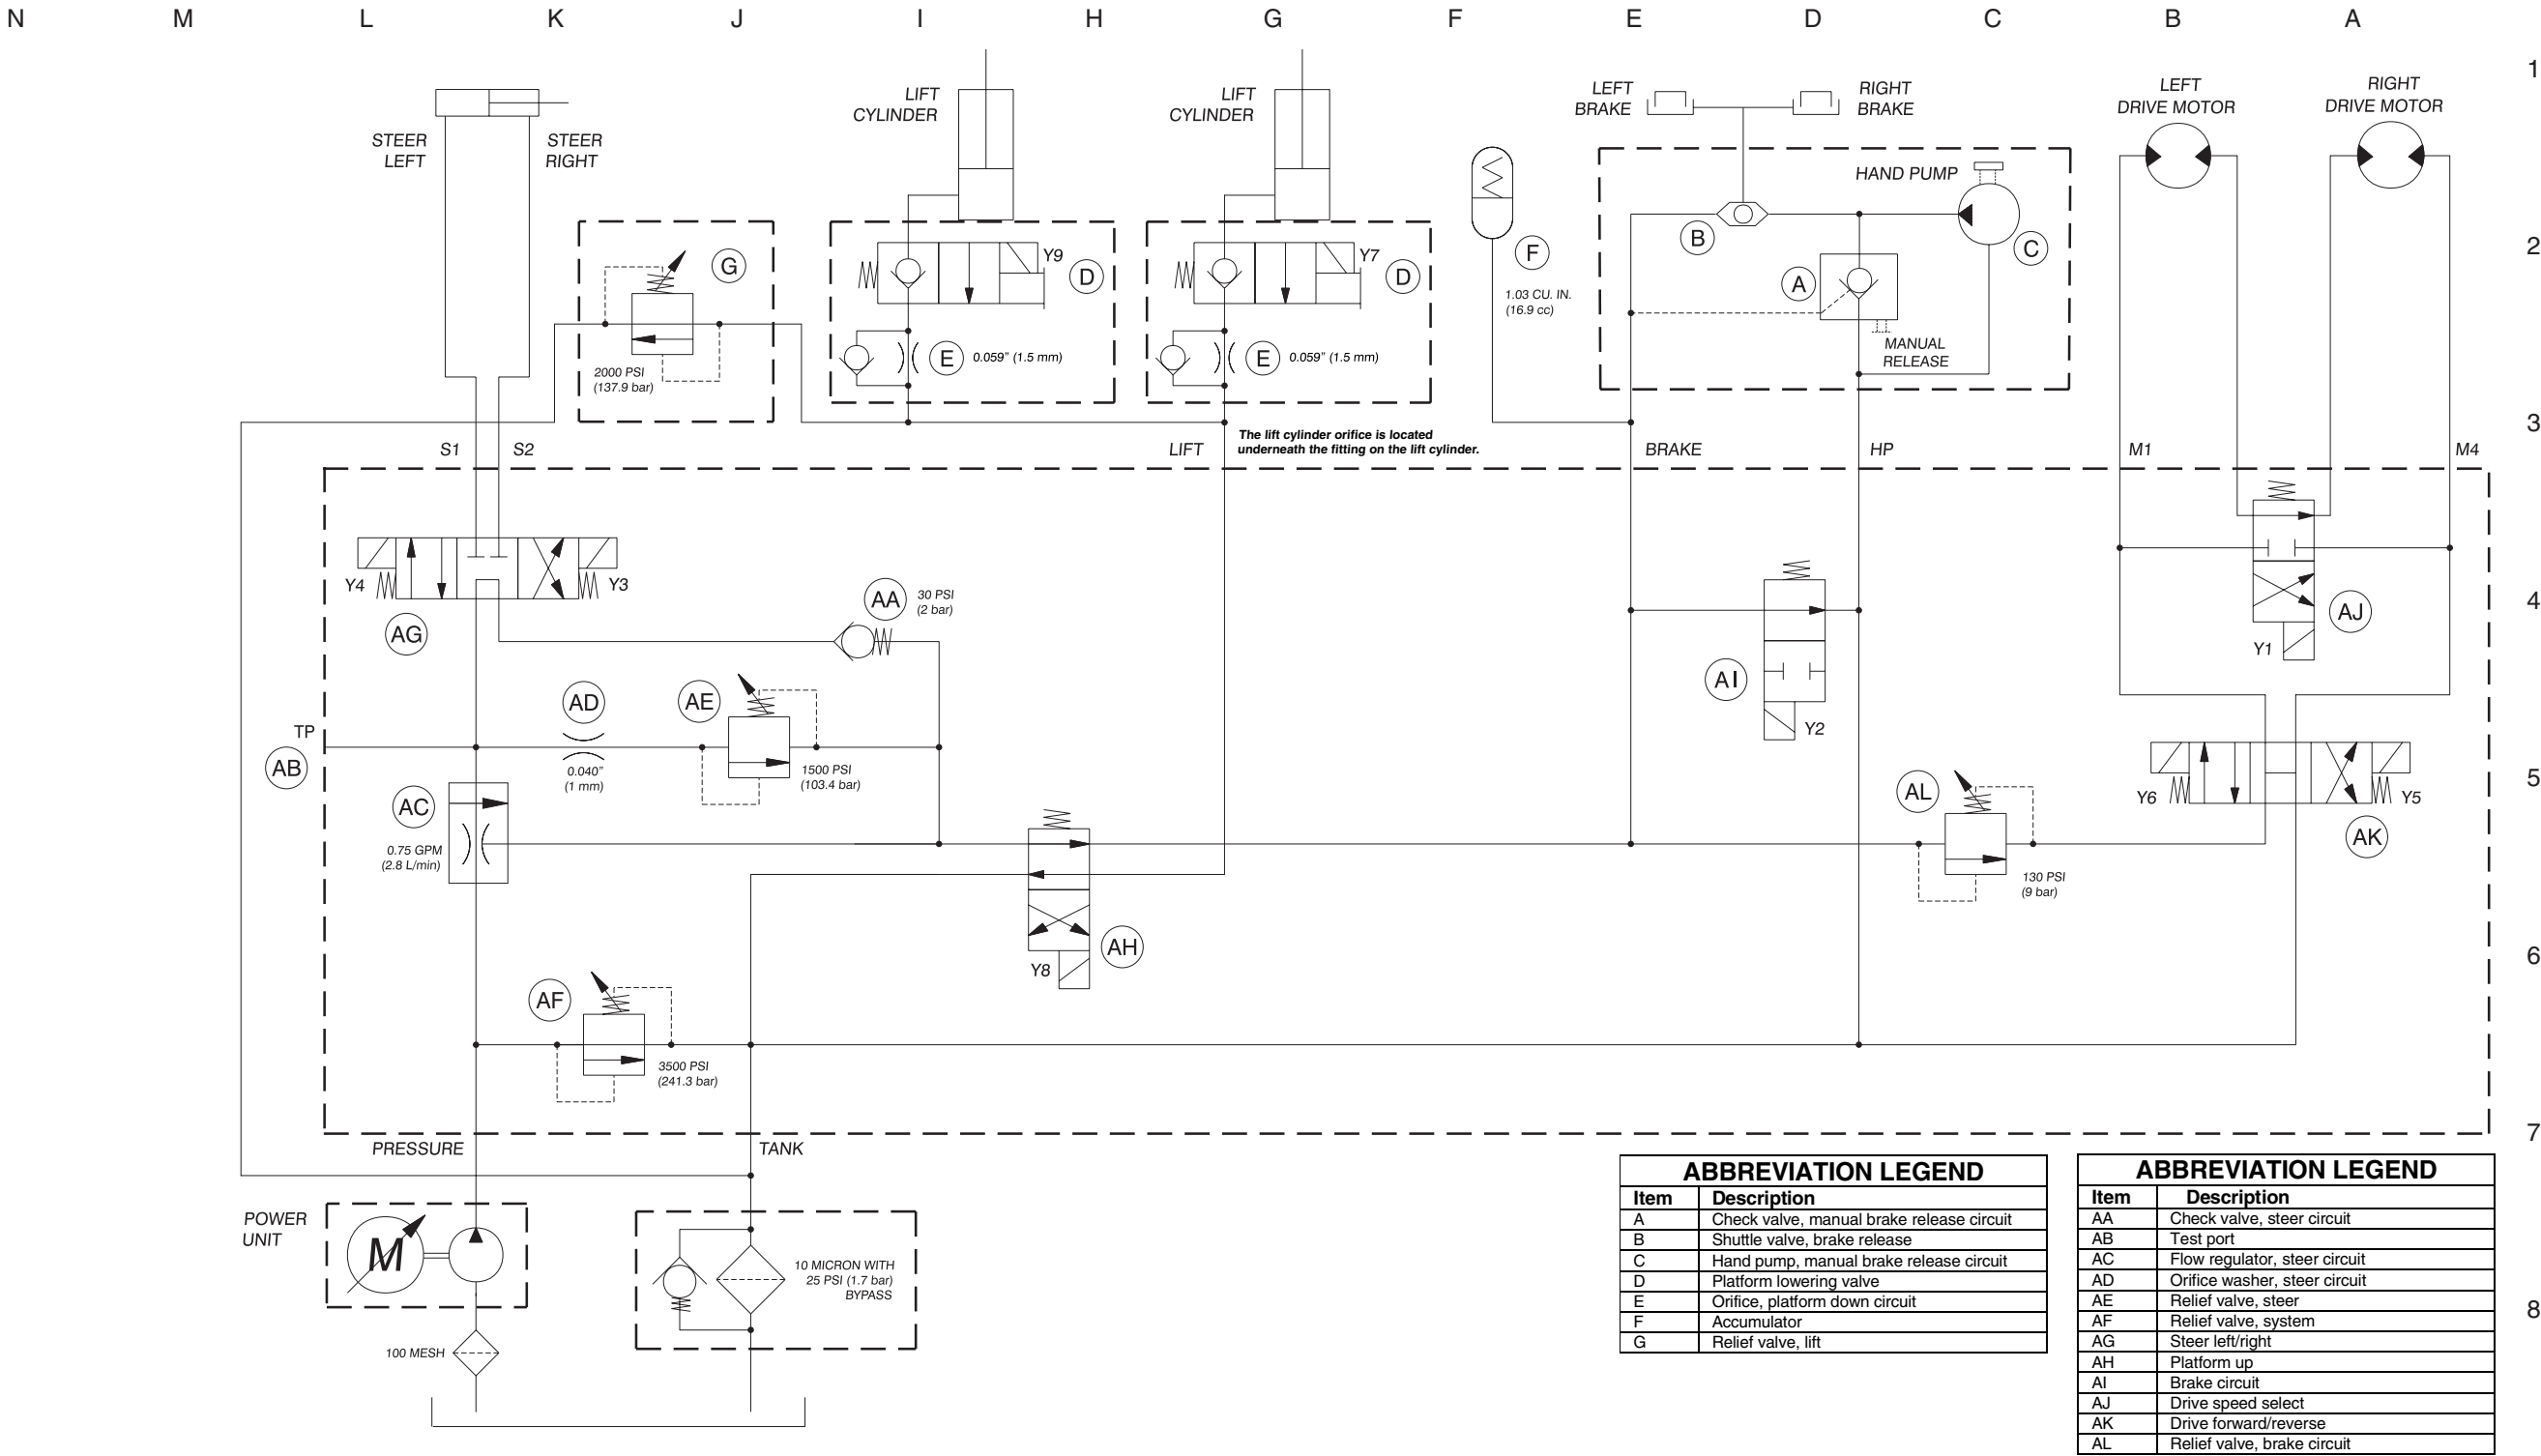 N M L K J I H G F E D C B A
1
2
3
4
5
6
7
8
STEER
LEFT
STEER
RIGHT
LIFT
CYLINDER
LIFT
CYLINDER
LEFT
BRAKE
RIGHT
BRAKE
LEFT
DRIVE MOTOR
RIGHT
DRIVE MOTOR
HAND PUMP
G
2000 PSI
(137.9 bar)
Y9
D
E
0.059" (1.5 mm)
Y7
D
E
0.059" (1.5 mm)
F
1.03 CU. IN.
(16.9 cc)
B
C
A
MANUAL
RELEASE
S1
S2
LIFT
The lift cylinder orifice is located
underneath the fitting on the lift cylinder.
BRAKE
HP
M1
M4
Y4
Y3
AG
AA
30 PSI
(2 bar)
AD
0.040"
(1 mm)
AE
1500 PSI
(103.4 bar)
TP
AB
AC
0.75 GPM
(2.8 L/min)
AI
Y2
AJ
Y1
AL
130 PSI
(9 bar)
Y6
Y5
AK
AH
Y8
AF
3500 PSI
(241.3 bar)
PRESSURE
TANK
POWER
UNIT
M
10 MICRON WITH
25 PSI (1.7 bar)
BYPASS
100 MESH
ABBREVIATION LEGEND
Item Description
A Check valve, manual brake release circuit
B Shuttle valve, brake release
C Hand pump, manual brake release circuit
D Platform lowering valve
E Orifice, platform down circuit
F Accumulator
G Relief valve, lift
ABBREVIATION LEGEND
Item Description
AA Check valve, steer circuit
AB Test port
AC Flow regulator, steer circuit
AD Orifice washer, steer circuit
AE Relief valve, steer
AF Relief valve, system
AG Steer left/right
AH Platform up
AI Brake circuit
AJ Drive speed select
AK Drive forward/reverse
AL Relief valve, brake circuit